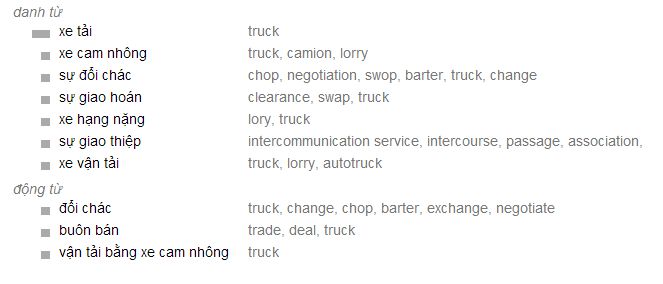 danh từ
xe tải truck
xe cam nhông truck, camion, lorry
sự đổi chác chop, negotiation, swop, barter, truck, change
sự giao hoán clearance, swap, truck
xe hạng nặng lory, truck
sự giao thiệp intercommunication service, intercourse, passage, association,
xe vận tải truck, lorry, autotruck
động từ
đổi chác truck, change, chop, barter, exchange, negotiate
buôn bán trade, deal, truck
vận tải bằng xe cam nhông truck